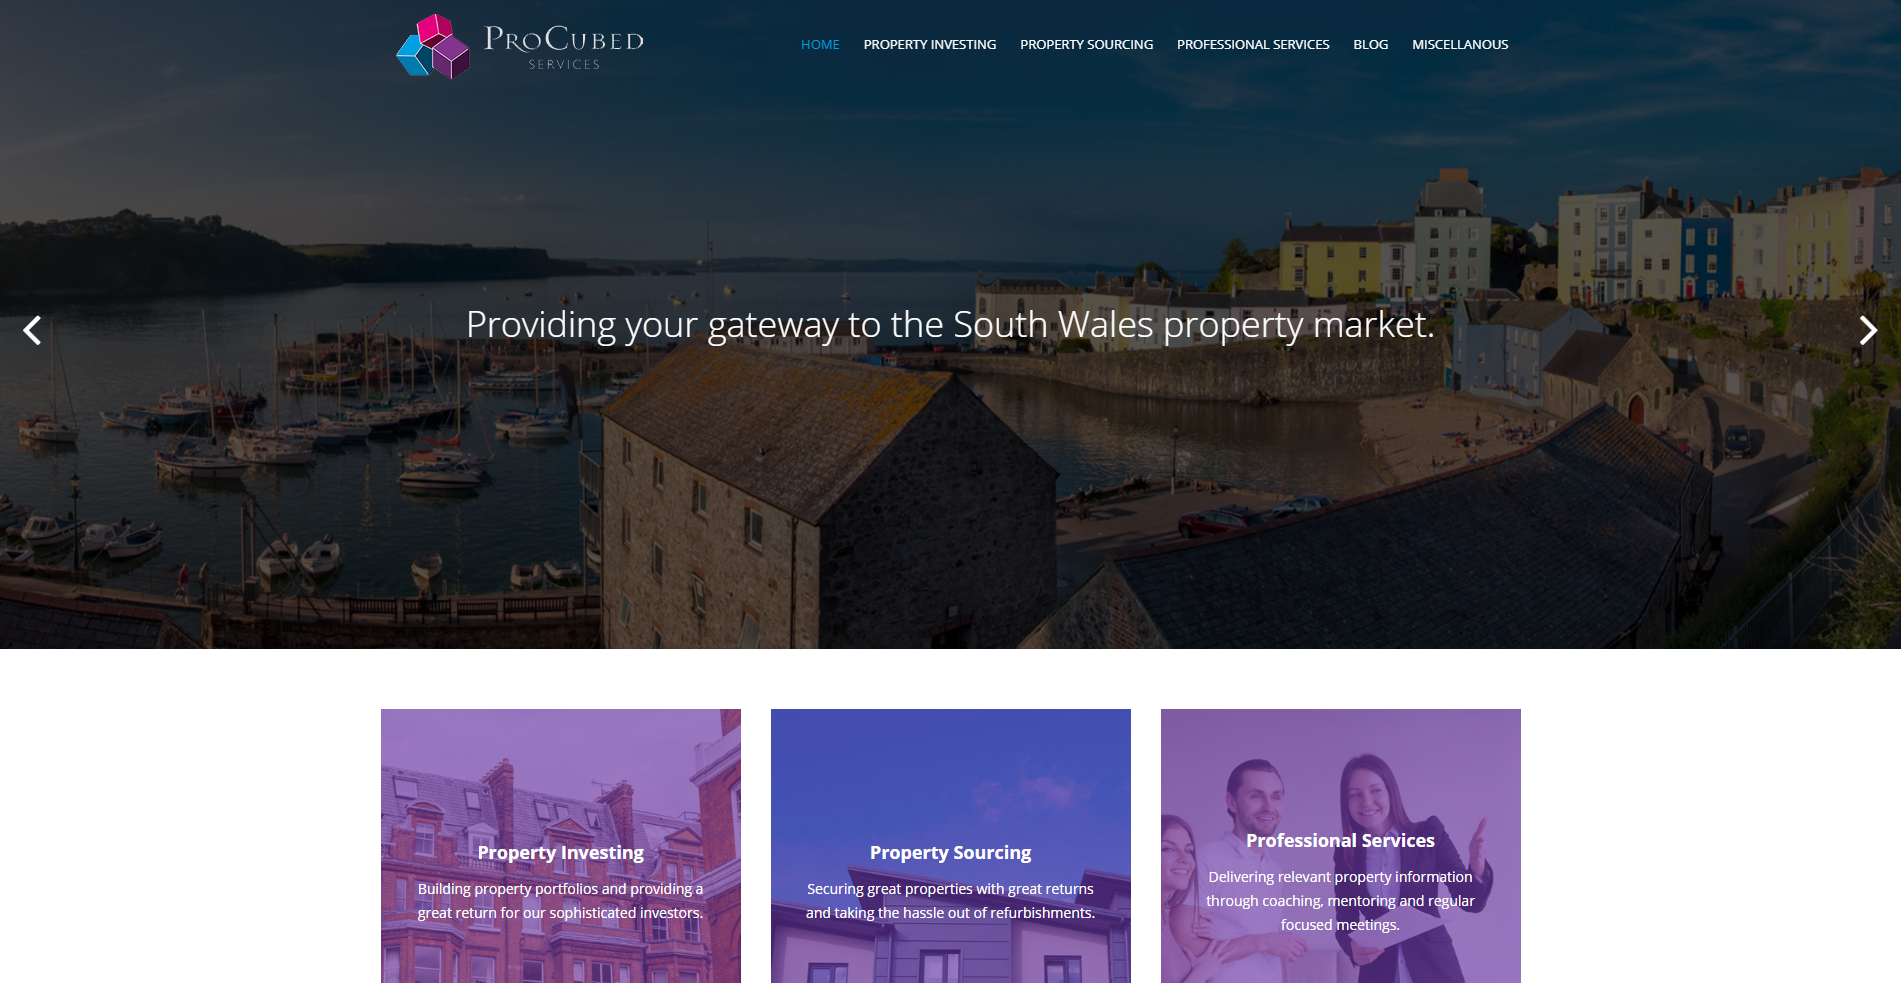 PROCUBED
SERVICES
HOME PROPERTY INVESTING PROPERTY SOURCING PROFESSIONAL SERVICES BLOG MISCELLANOUS
Providing your gateway to the South Wales property market.
Property Investing
Building property portfolios and providing a
great return for our sophisticated investors.
Property Sourcing
Securing great properties with great returns
and taking the hassle out of refurbishments.
Professional Services
Delivering relevant property information
through coaching, mentoring and regular
focused meetings.